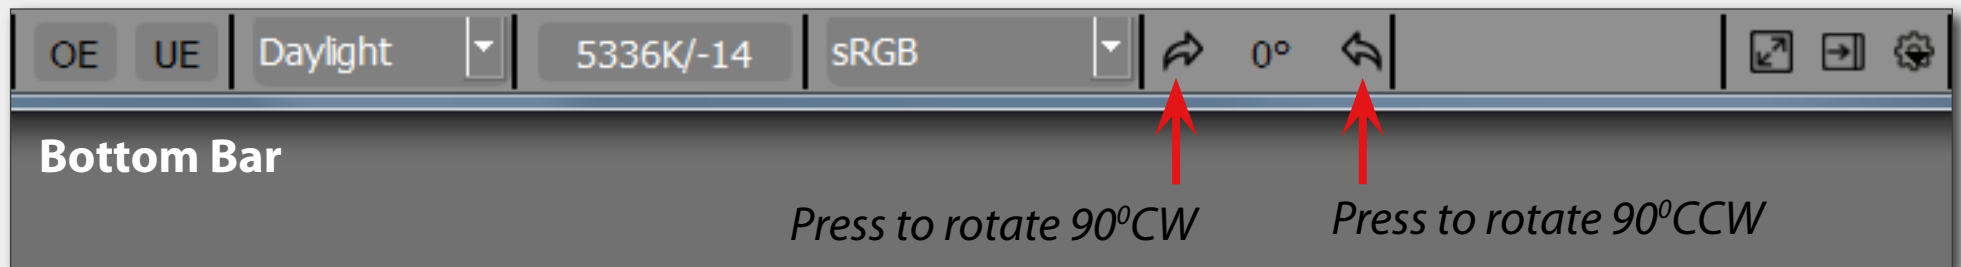 OE UE Daylight 5336K/-14 sRGB 0°
Bottom Bar
Press to rotate 90⁰CW Press to rotate 90⁰CCW